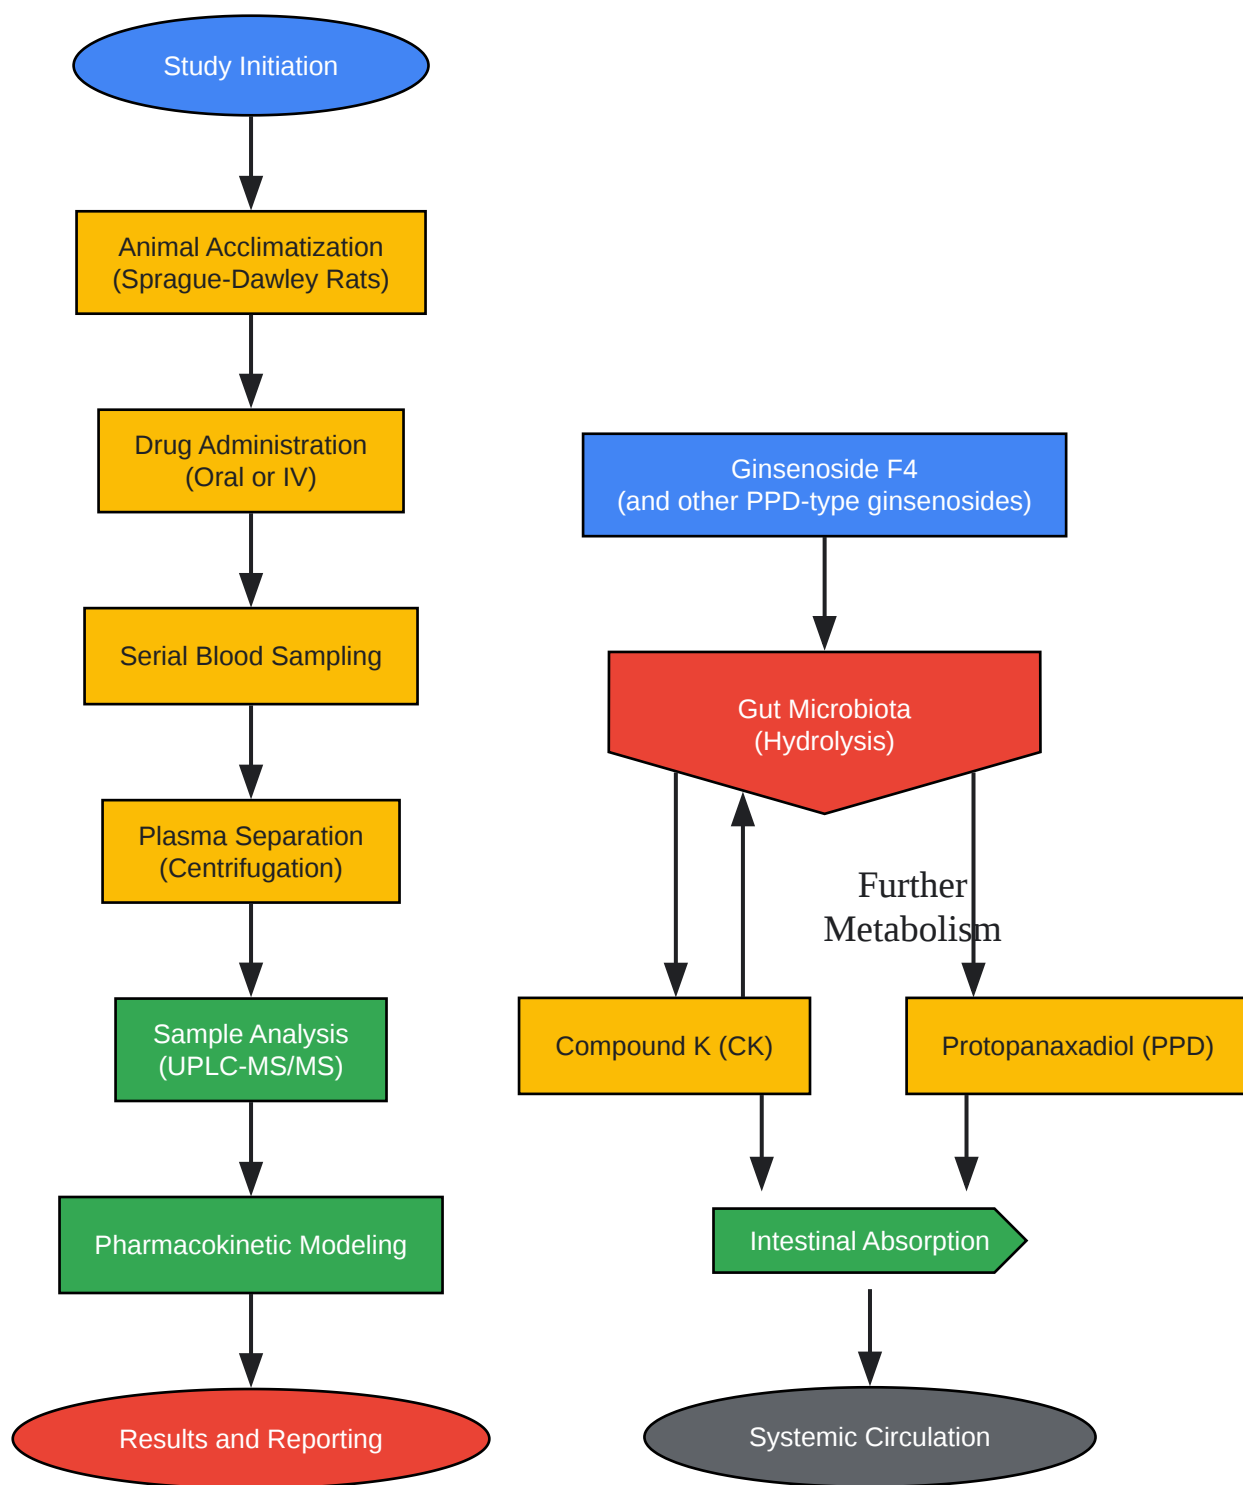 Study Initiation
Animal Acclimatization
(Sprague-Dawley Rats)
Drug Administration
(Oral or IV)
Serial Blood Sampling
Plasma Separation
(Centrifugation)
Sample Analysis
(UPLC-MS/MS)
Pharmacokinetic Modeling
Results and Reporting
Ginsenoside F4
(and other PPD-type ginsenosides)
Gut Microbiota
(Hydrolysis)
Further
Metabolism
Compound K (CK)
Protopanaxadiol (PPD)
Intestinal Absorption
Systemic Circulation